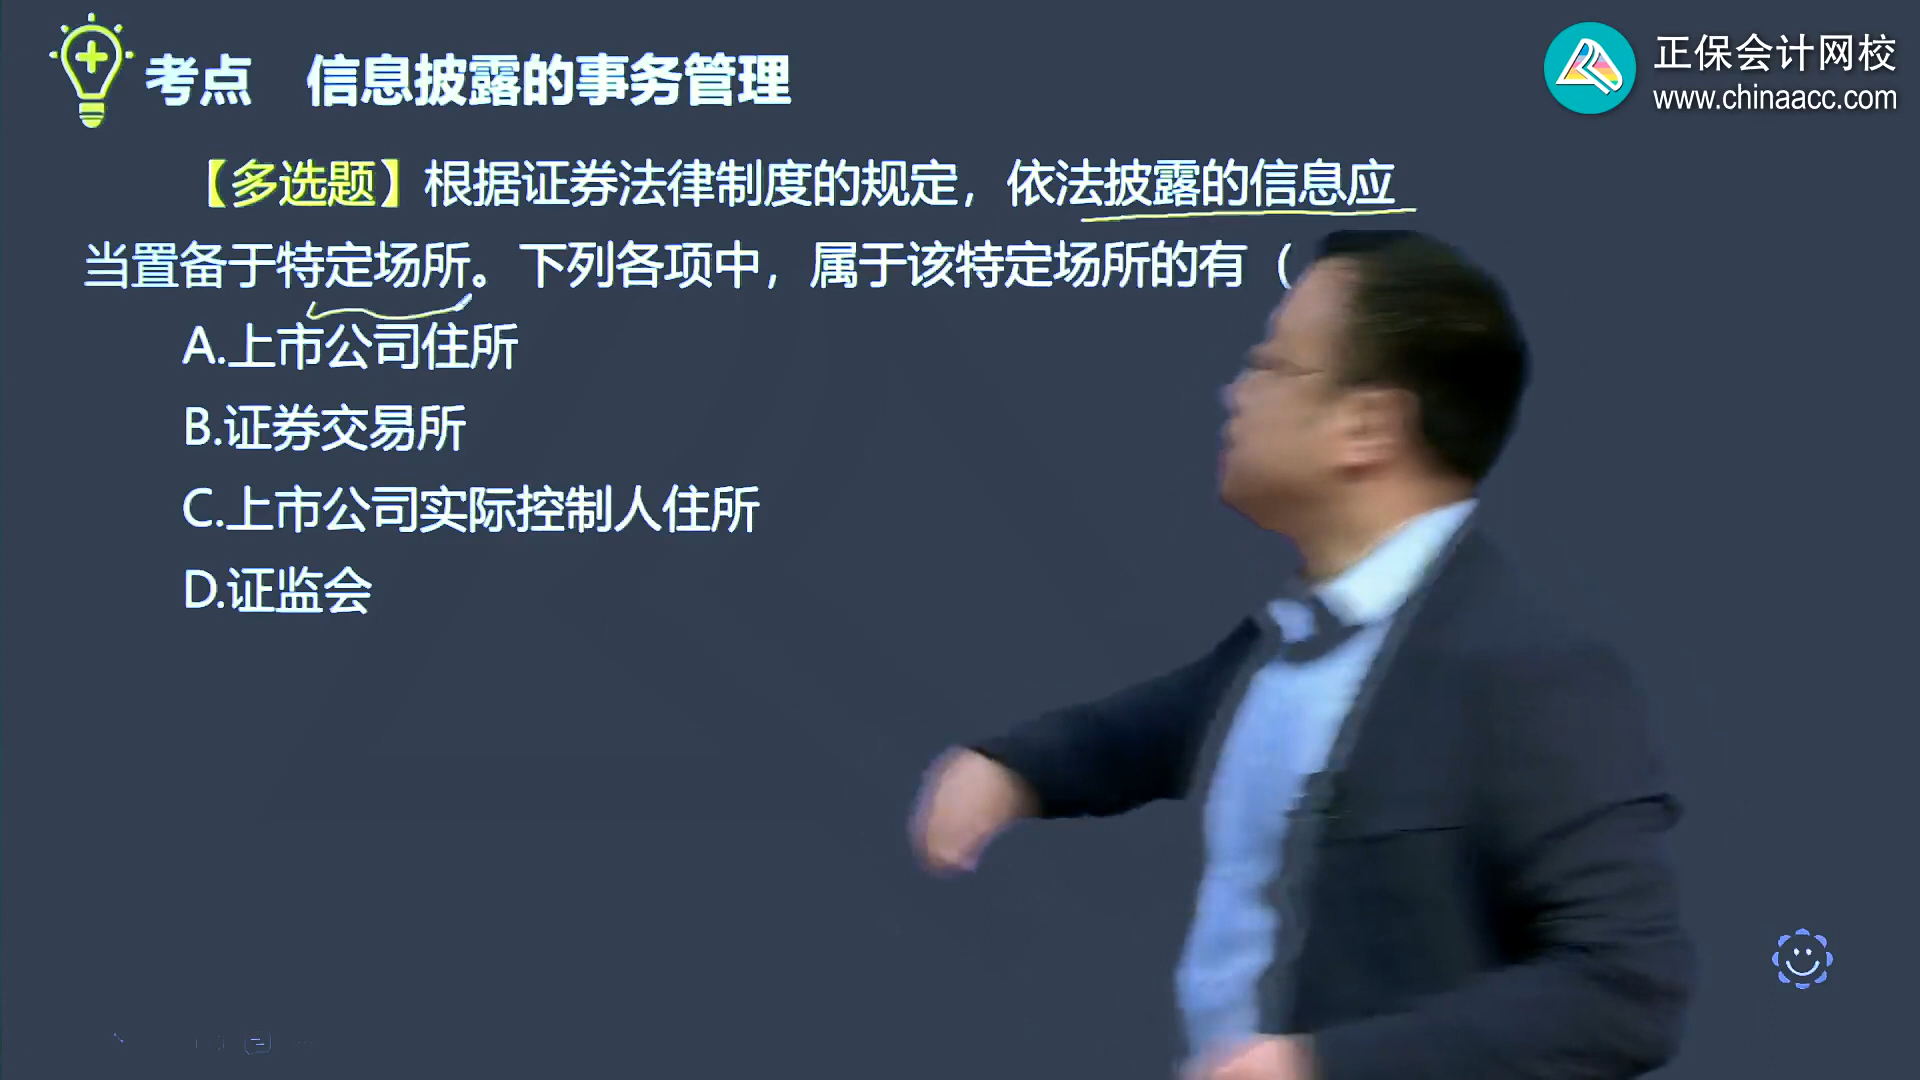 考点 信息披露的事务管理
正保会计网校
www.chinaacc.com
【多选题】根据证券法律制度的规定，依法披露的信息应
当置备于特定场所。下列各项中，属于该特定场所的有（
A.上市公司住所
B.证券交易所
C.上市公司实际控制人住所
D.证监会